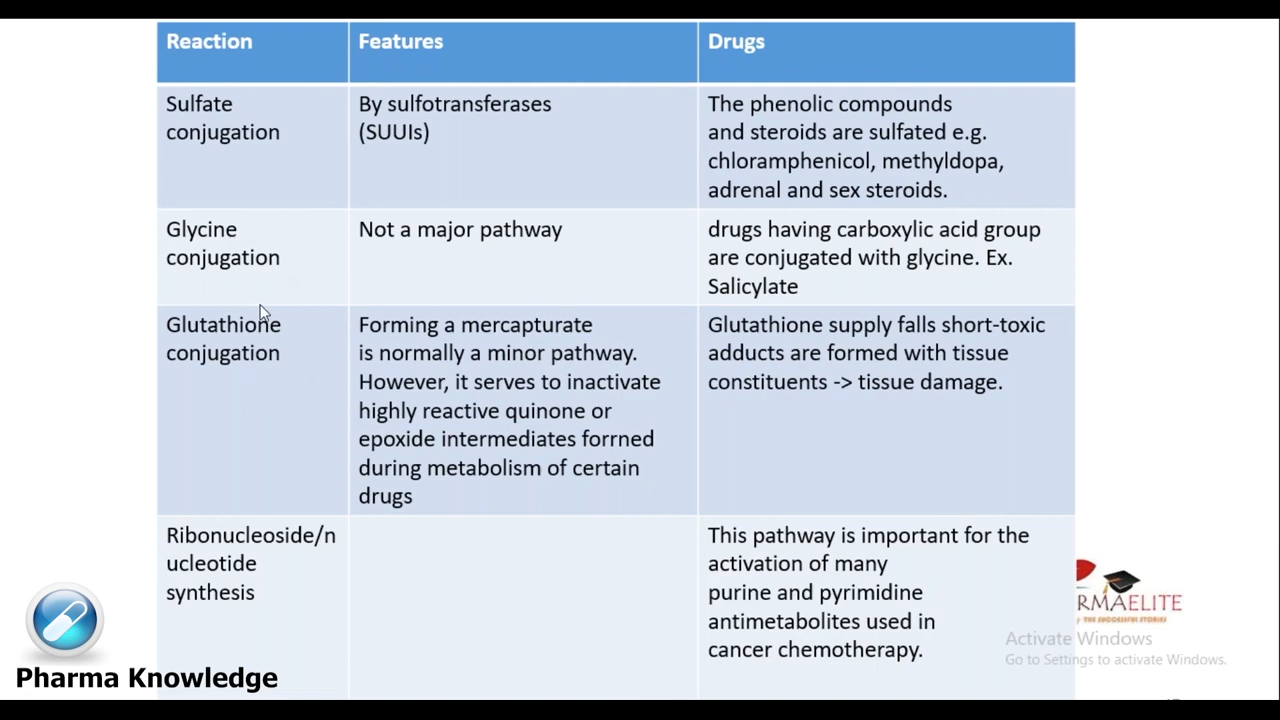 Reaction
Features
Drugs
Sulfate
conjugation
By sulfotransferases
(SUUIs)
The phenolic compounds
and steroids are sulfated e.g.
chloramphenicol, methyldopa,
adrenal and sex steroids.
Glycine
conjugation
Not a major pathway
drugs having carboxylic acid group
are conjugated with glycine. Ex.
Salicylate
Glutathione
conjugation
Forming a mercapturate
is normally a minor pathway.
However, it serves to inactivate
highly reactive quinone or
epoxide intermediates forrned
during metabolism of certain
drugs
Glutathione supply falls short-toxic
adducts are formed with tissue
constituents -> tissue damage.
Ribonucleoside/n
ucleotide
synthesis
This pathway is important for the
activation of many
purine and pyrimidine
antimetabolites used in
cancer chemotherapy.
RMAELITE
THE SUCCESSFUL STORIES
Activate Windows
Go to Settings to activate Windows.
Pharma Knowledge